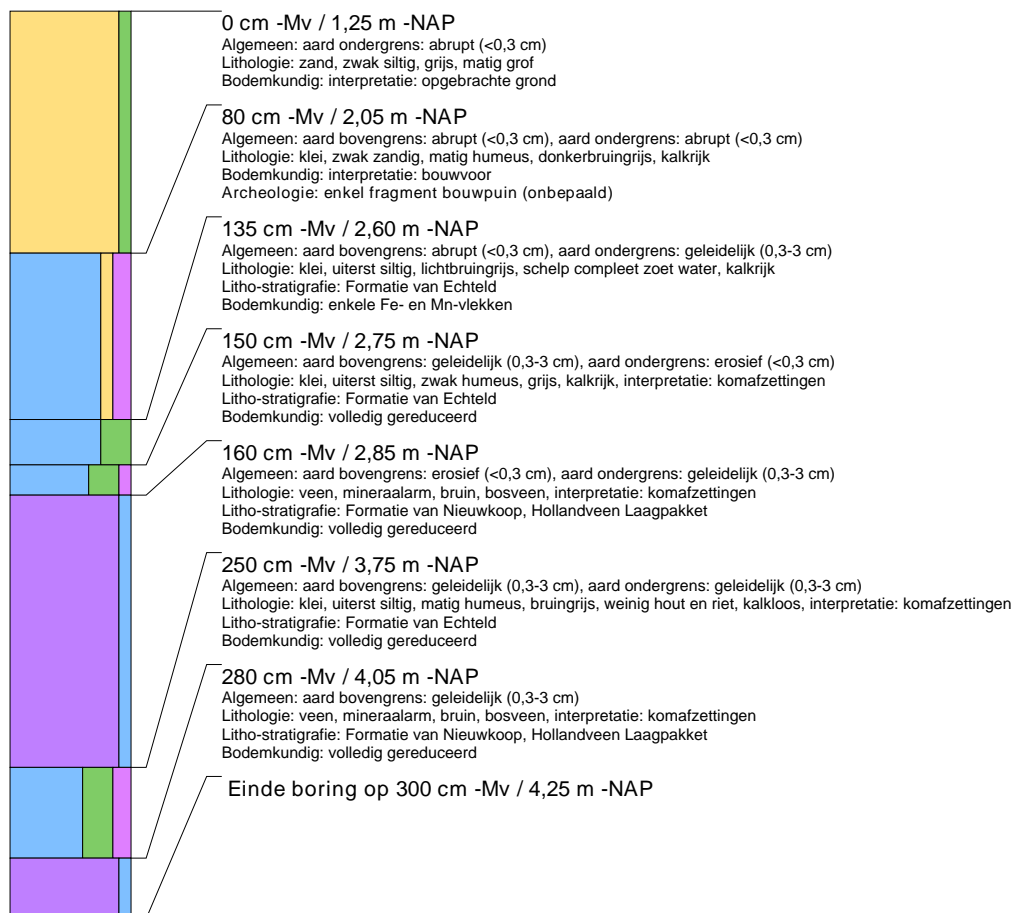 0 cm -Mv / 1,25 m -NAP
Algemeen: aard ondergrens: abrupt (<0,3 cm)
Lithologie: zand, zwak siltig, grijs, matig grof
Bodemkundig: interpretatie: opgebrachte grond
80 cm -Mv / 2,05 m -NAP
Algemeen: aard bovengrens: abrupt (<0,3 cm), aard ondergrens: abrupt (<0,3 cm)
Lithologie: klei, zwak zandig, matig humeus, donkerbruingrijs, kalkrijk
Bodemkundig: interpretatie: bouwvoor
Archeologie: enkel fragment bouwpuin (onbepaald)
135 cm -Mv / 2,60 m -NAP
Algemeen: aard bovengrens: abrupt (<0,3 cm), aard ondergrens: geleidelijk (0,3-3 cm)
Lithologie: klei, uiterst siltig, lichtbruingrijs, schelp compleet zoet water, kalkrijk
Litho-stratigrafie: Formatie van Echteld
Bodemkundig: enkele Fe- en Mn-vlekken
150 cm -Mv / 2,75 m -NAP
Algemeen: aard bovengrens: geleidelijk (0,3-3 cm), aard ondergrens: erosief (<0,3 cm)
Lithologie: klei, uiterst siltig, zwak humeus, grijs, kalkrijk, interpretatie: komafzettingen
Litho-stratigrafie: Formatie van Echteld
Bodemkundig: volledig gereduceerd
160 cm -Mv / 2,85 m -NAP
Algemeen: aard bovengrens: erosief (<0,3 cm), aard ondergrens: geleidelijk (0,3-3 cm)
Lithologie: veen, mineraalarm, bruin, bosveen, interpretatie: komafzettingen
Litho-stratigrafie: Formatie van Nieuwkoop, Hollandveen Laagpakket
Bodemkundig: volledig gereduceerd
250 cm -Mv / 3,75 m -NAP
Algemeen: aard bovengrens: geleidelijk (0,3-3 cm), aard ondergrens: geleidelijk (0,3-3 cm)
Lithologie: klei, uiterst siltig, matig humeus, bruingrijs, weinig hout en riet, kalkloos, interpretatie: komafzettingen
Litho-stratigrafie: Formatie van Echteld
Bodemkundig: volledig gereduceerd
280 cm -Mv / 4,05 m -NAP
Algemeen: aard bovengrens: geleidelijk (0,3-3 cm)
Lithologie: veen, mineraalarm, bruin, bosveen, interpretatie: komafzettingen
Litho-stratigrafie: Formatie van Nieuwkoop, Hollandveen Laagpakket
Bodemkundig: volledig gereduceerd
Einde boring op 300 cm -Mv / 4,25 m -NAP